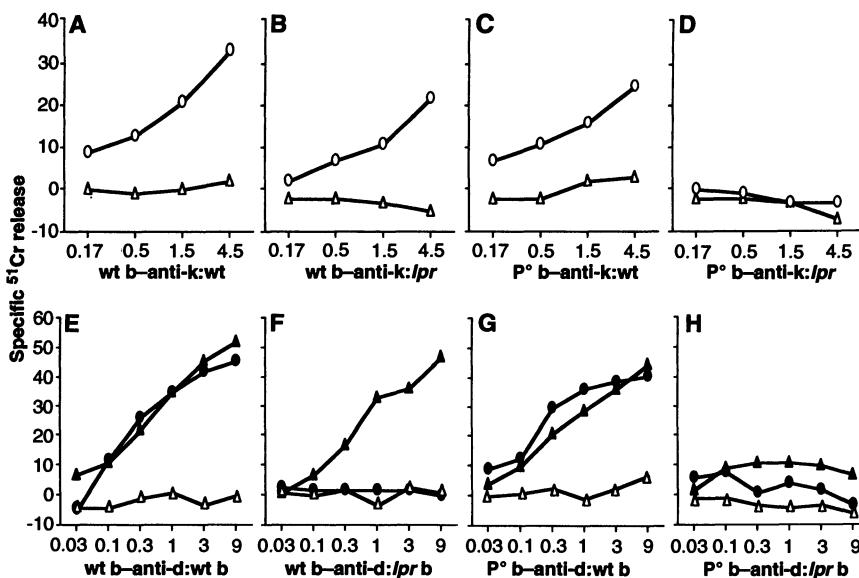 Specific ⁵¹Cr release
A B C D
40
30
20
10
0
-10
0.17 0.5 1.5 4.5 0.17 0.5 1.5 4.5 0.17 0.5 1.5 4.5 0.17 0.5 1.5 4.5
wt b–anti-k:wt wt b–anti-k:lpr P° b–anti-k:wt P° b–anti-k:lpr
E F G H
60
50
40
30
20
10
0
-10
0.03 0.1 0.3 1 3 9 0.03 0.1 0.3 1 3 9 0.03 0.1 0.3 1 3 9 0.03 0.1 0.3 1 3 9
wt b–anti-d:wt b wt b–anti-d:lpr b P° b–anti-d:wt b P° b–anti-d:lpr b